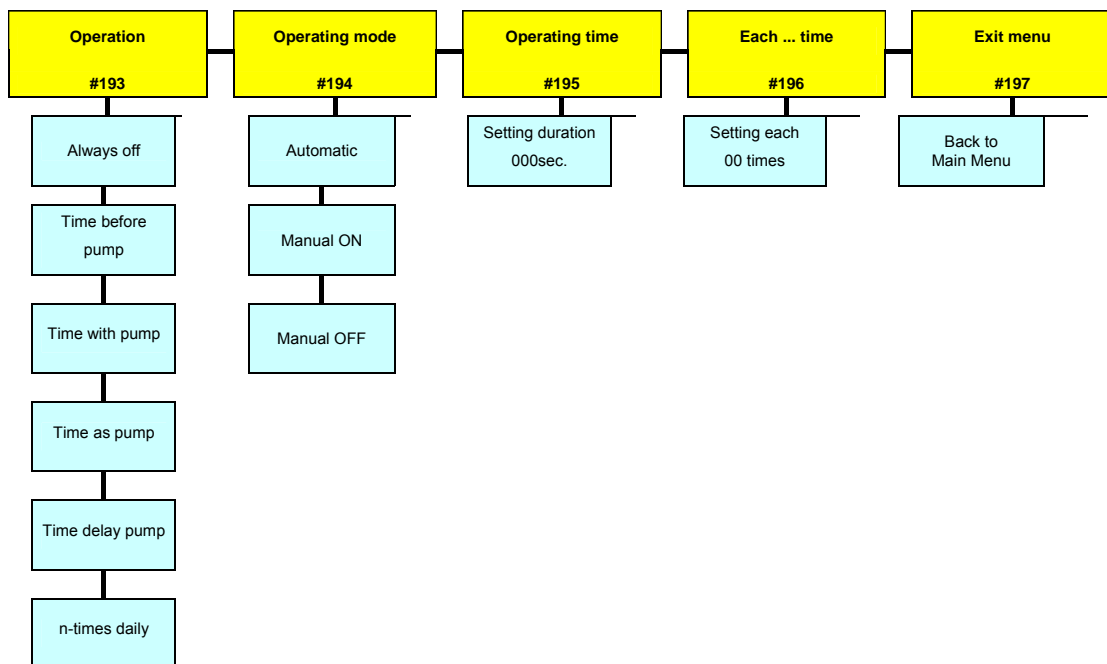 Operation
#193
Operating mode
#194
Operating time
#195
Each ... time
#196
Exit menu
#197
Always off
Time before
pump
Time with pump
Time as pump
Time delay pump
n-times daily
Automatic
Manual ON
Manual OFF
Setting duration
000sec.
Setting each
00 times
Back to
Main Menu